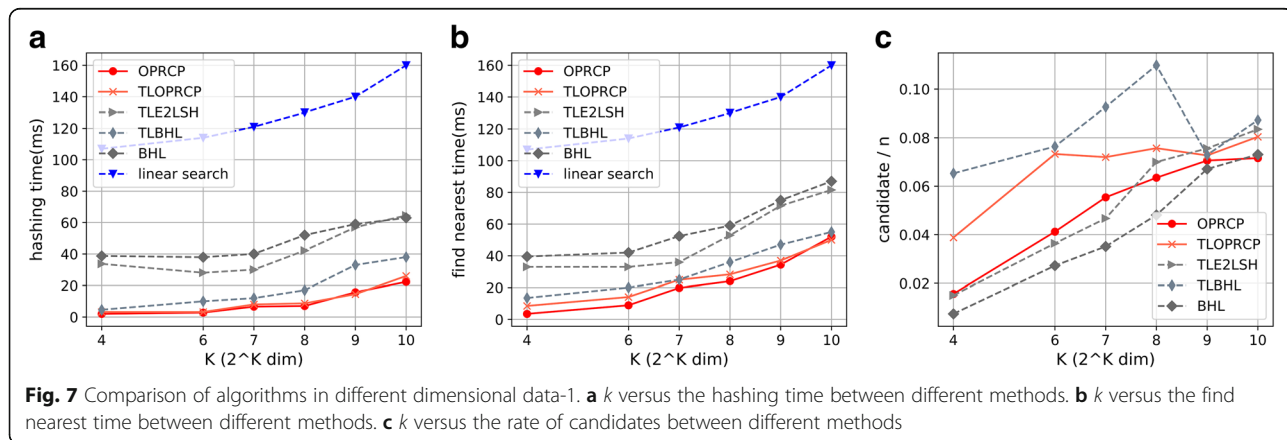 a
160
140
120
100
80
60
40
20
0
hashing time(ms)
OPRCP
TLOPRCP
TLE2LSH
TLBHL
BHL
linear search
4
6
7
8
9
10
K (2^K dim)
b
160
140
120
100
80
60
40
20
0
find nearest time(ms)
OPRCP
TLOPRCP
TLE2LSH
TLBHL
BHL
linear search
4
6
7
8
9
10
K (2^K dim)
c
0.10
0.08
0.06
0.04
0.02
candidate / n
OPRCP
TLOPRCP
TLE2LSH
TLBHL
BHL
4
6
7
8
9
10
K (2^K dim)
Fig. 7 Comparison of algorithms in different dimensional data-1. a k versus the hashing time between different methods. b k versus the find
nearest time between different methods. c k versus the rate of candidates between different methods